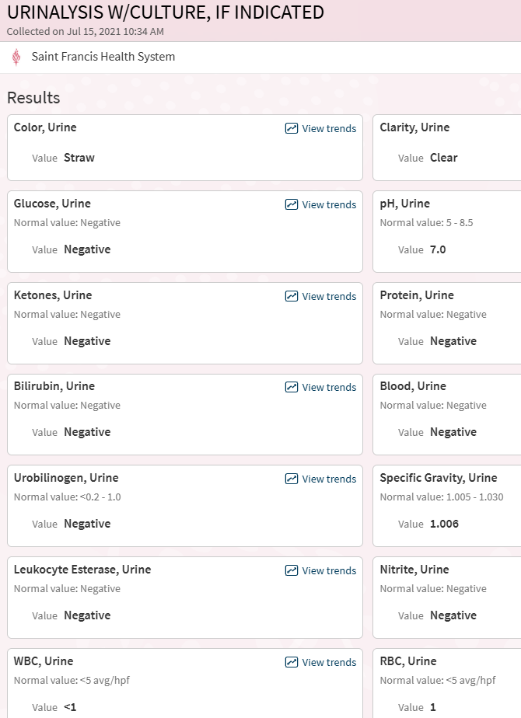 URINALYSIS W/CULTURE, IF INDICATED
Collected on Jul 15, 2021 10:34 AM
Saint Francis Health System
Results
Color, Urine
View trends
Value Straw
Clarity, Urine
Value Clear
Glucose, Urine
View trends
Normal value: Negative
Value Negative
pH, Urine
Normal value: 5 - 8.5
Value 7.0
Ketones, Urine
View trends
Normal value: Negative
Value Negative
Protein, Urine
Normal value: Negative
Value Negative
Bilirubin, Urine
View trends
Normal value: Negative
Value Negative
Blood, Urine
Normal value: Negative
Value Negative
Urobilinogen, Urine
View trends
Normal value: <0.2 - 1.0
Value Negative
Specific Gravity, Urine
Normal value: 1.005 - 1.030
Value 1.006
Leukocyte Esterase, Urine
View trends
Normal value: Negative
Value Negative
Nitrite, Urine
Normal value: Negative
Value Negative
WBC, Urine
View trends
Normal value: <5 avg/hpf
Value <1
RBC, Urine
Normal value: <5 avg/hpf
Value 1